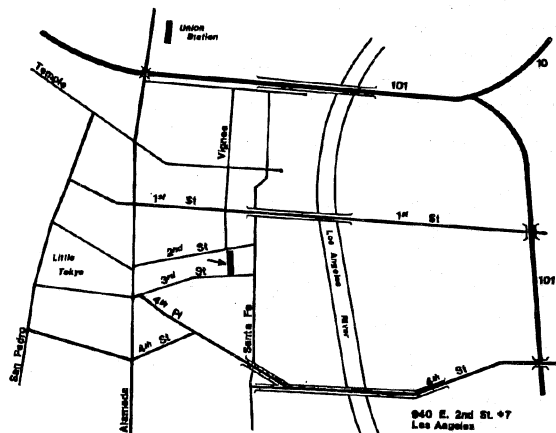 Union
Station
10
Temple
101
Vignes
1st St
1st St
2nd St
Los Angeles River
Little
Tokyo
3rd St
101
4th Pl
Santa Fe
4th St
San Pedro
4th St
Alameda
940 E. 2nd St. #7
Los Angeles